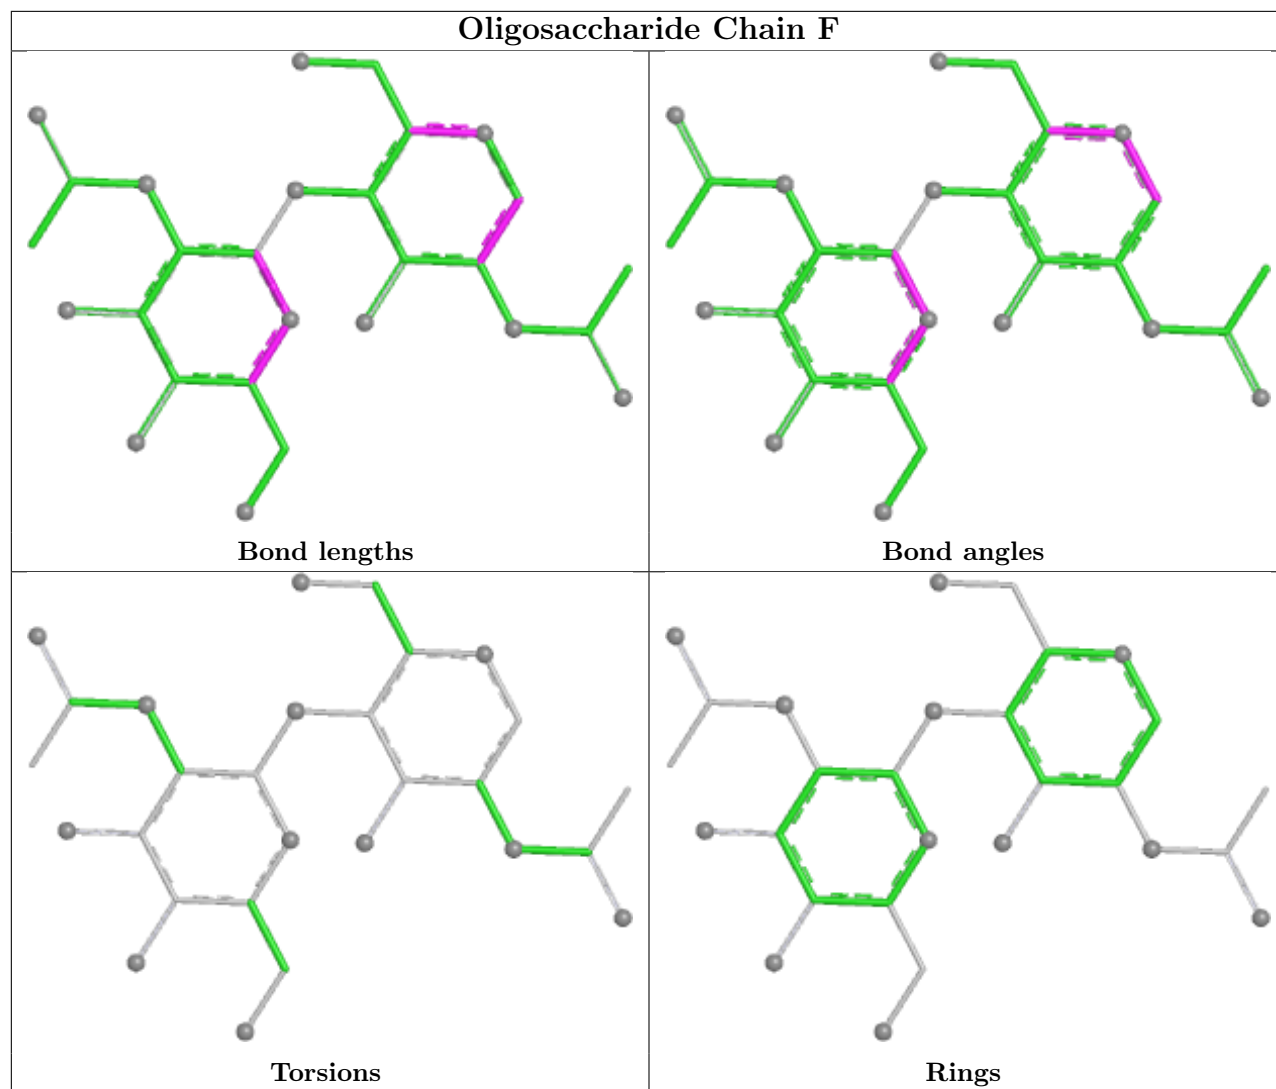 Oligosaccharide Chain F
Bond lengths
Bond angles
Torsions
Rings